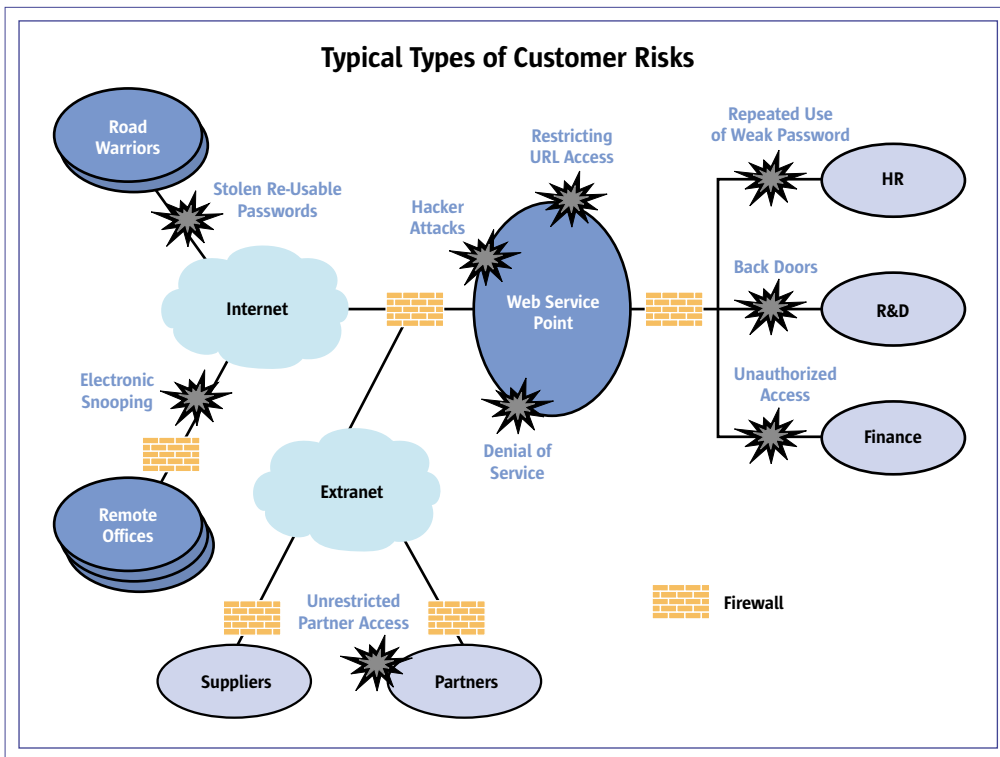 Typical Types of Customer Risks
Road
Warriors
Stolen Re-Usable
Passwords
Hacker
Attacks
Restricting
URL Access
Repeated Use
of Weak Password
HR
Internet
Web Service
Point
Back Doors
R&D
Electronic
Snooping
Unauthorized
Access
Finance
Denial of
Service
Extranet
Remote
Offices
Unrestricted
Partner Access
Firewall
Suppliers
Partners